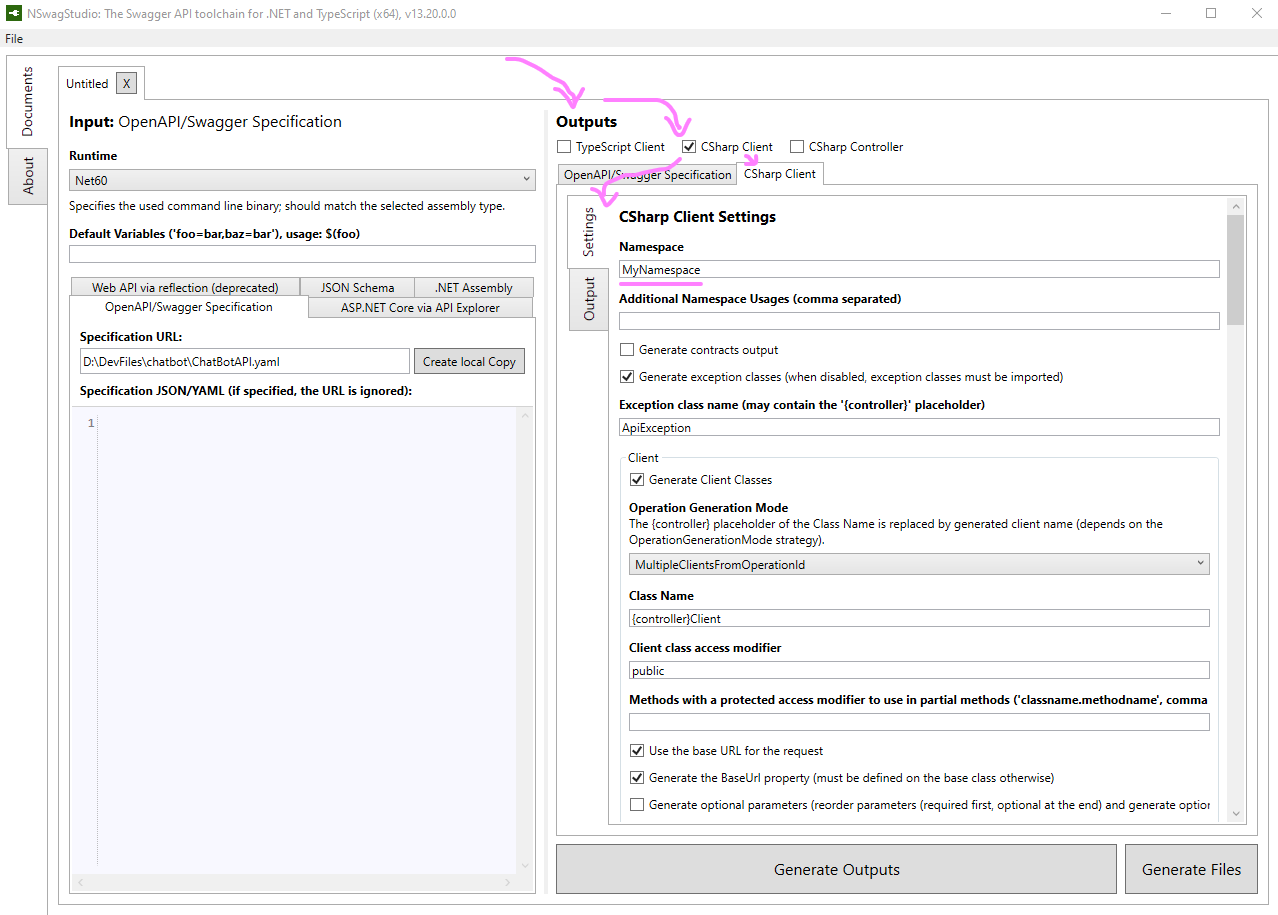 NSwagStudio: The Swagger API toolchain for .NET and TypeScript (x64), v13.20.0.0
File
Documents
About
Untitled X
Input: OpenAPI/Swagger Specification
Runtime
Net60
Specifies the used command line binary; should match the selected assembly type.
Default Variables ('foo=bar,baz=bar'), usage: $(foo)
Web API via reflection (deprecated) JSON Schema .NET Assembly
OpenAPI/Swagger Specification ASP.NET Core via API Explorer
Specification URL:
D:\DevFiles\chatbot\ChatBotAPI.yaml Create local Copy
Specification JSON/YAML (if specified, the URL is ignored):
1
Outputs
TypeScript Client CSharp Client CSharp Controller
OpenAPI/Swagger Specification CSharp Client
Settings
Output
CSharp Client Settings
Namespace
MyNamespace
Additional Namespace Usages (comma separated)
Generate contracts output
Generate exception classes (when disabled, exception classes must be imported)
Exception class name (may contain the '{controller}' placeholder)
ApiException
Client
Generate Client Classes
Operation Generation Mode
The {controller} placeholder of the Class Name is replaced by generated client name (depends on the
OperationGenerationMode strategy).
MultipleClientsFromOperationId
Class Name
{controller}Client
Client class access modifier
public
Methods with a protected access modifier to use in partial methods ('classname.methodname', comma
Use the base URL for the request
Generate the BaseUrl property (must be defined on the base class otherwise)
Generate optional parameters (reorder parameters (required first, optional at the end) and generate option
Generate Outputs Generate Files